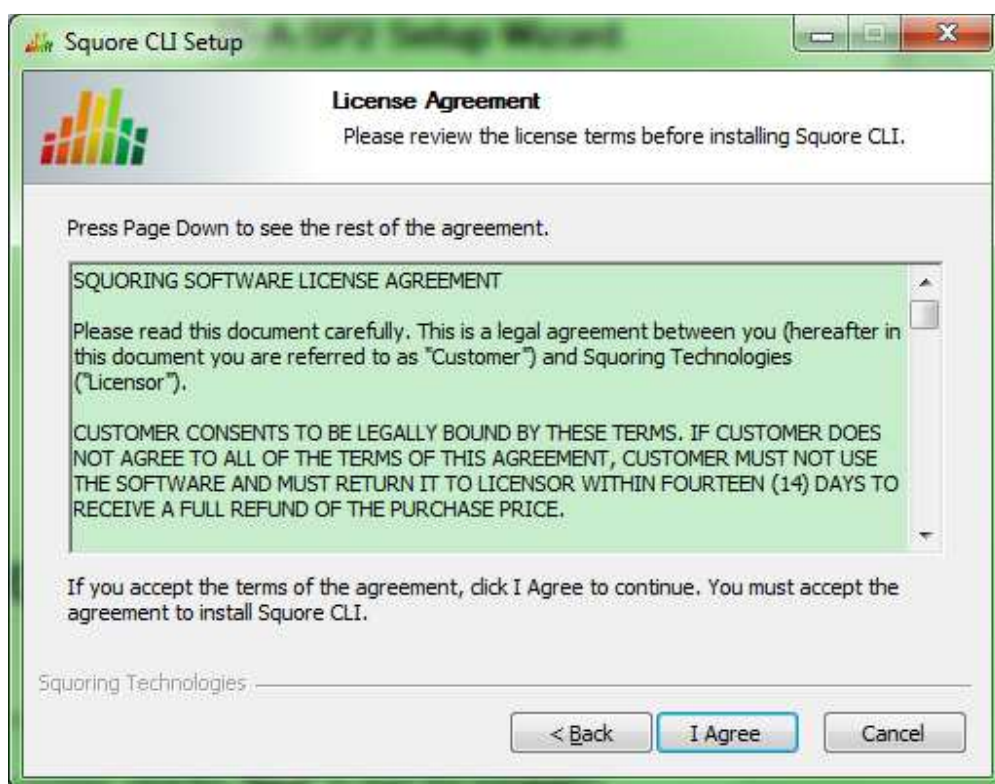 Squore CLI Setup
License Agreement
Please review the license terms before installing Squore CLI.
Press Page Down to see the rest of the agreement.
SQUORING SOFTWARE LICENSE AGREEMENT
Please read this document carefully. This is a legal agreement between you (hereafter in
this document you are referred to as "Customer") and Squoring Technologies
("Licensor").
CUSTOMER CONSENTS TO BE LEGALLY BOUND BY THESE TERMS. IF CUSTOMER DOES
NOT AGREE TO ALL OF THE TERMS OF THIS AGREEMENT, CUSTOMER MUST NOT USE
THE SOFTWARE AND MUST RETURN IT TO LICENSOR WITHIN FOURTEEN (14) DAYS TO
RECEIVE A FULL REFUND OF THE PURCHASE PRICE.
If you accept the terms of the agreement, click I Agree to continue. You must accept the
agreement to install Squore CLI.
Squoring Technologies
< Back I Agree Cancel